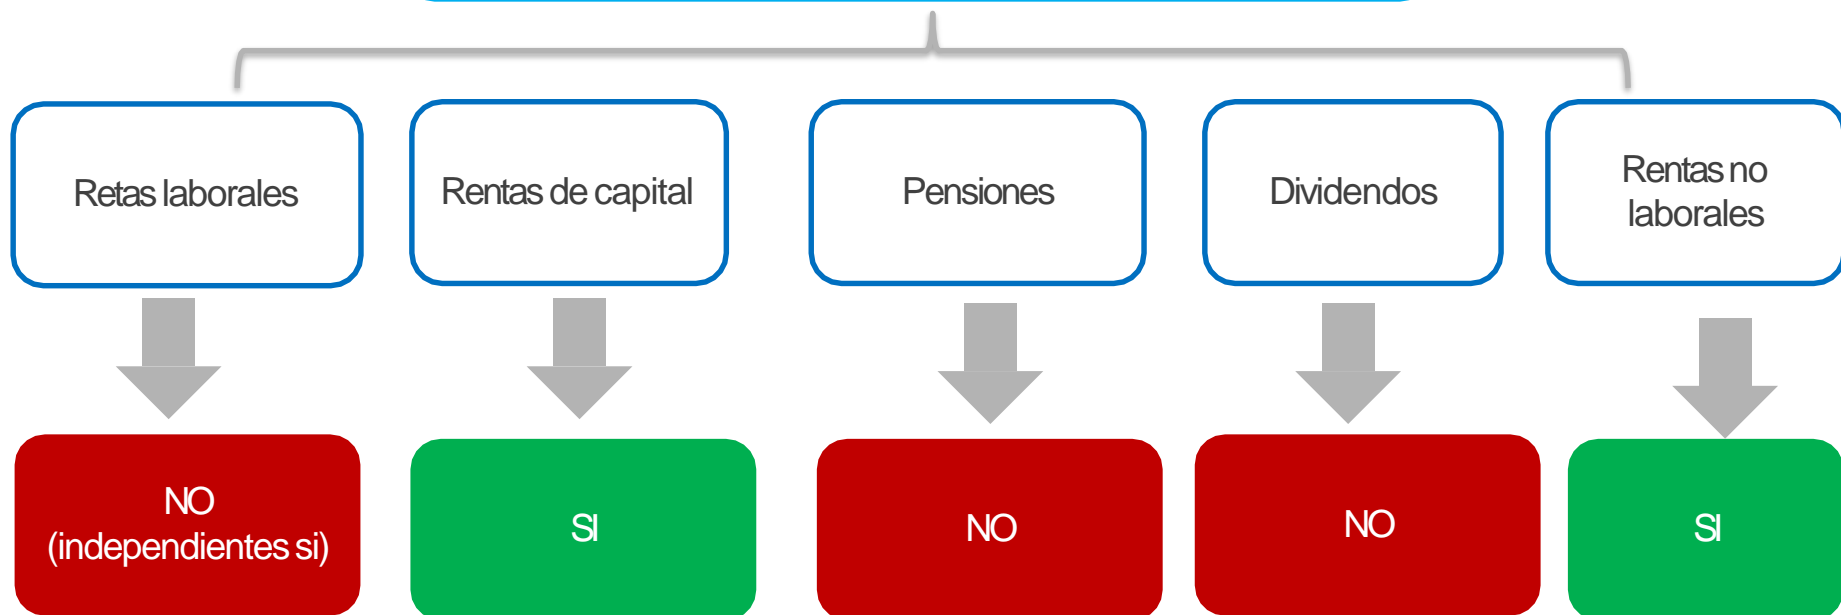 Retas laborales
Rentas de capital
Pensiones
Dividendos
Rentas no
laborales
NO
(independientes si)
SI
NO
NO
SI